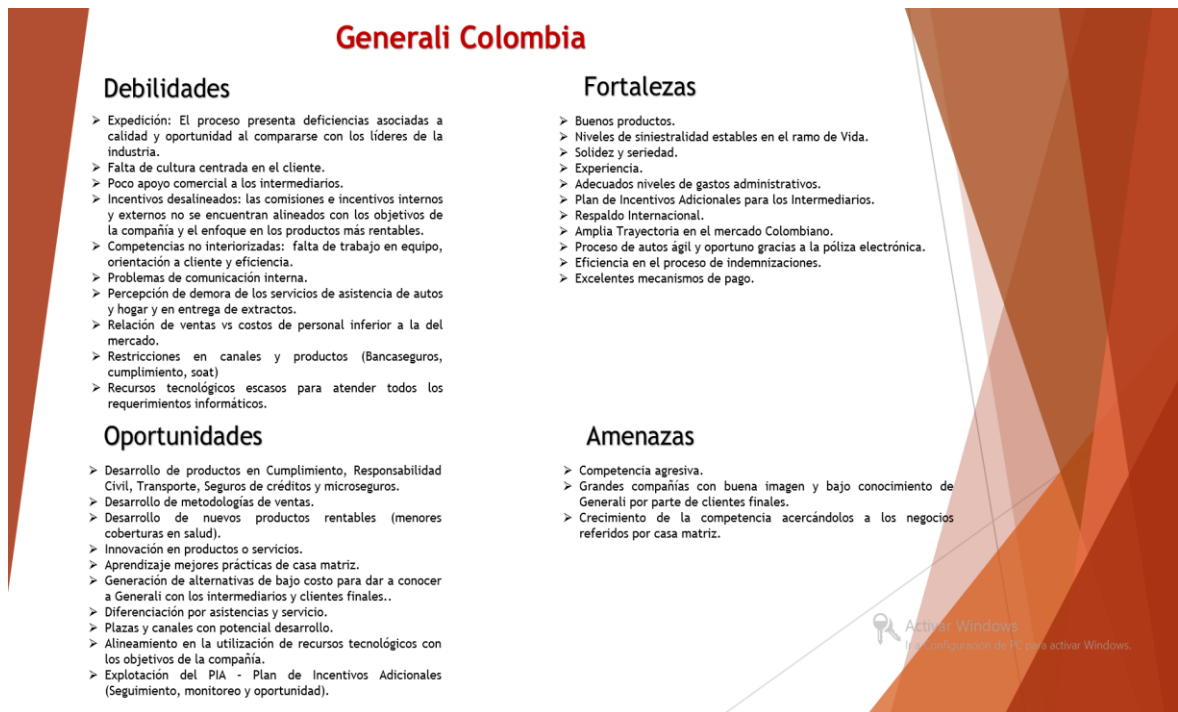 Generali Colombia
Debilidades
➢ Expedición: El proceso presenta deficiencias asociadas a
calidad y oportunidad al compararse con los líderes de la
industria.
➢ Falta de cultura centrada en el cliente.
➢ Poco apoyo comercial a los intermediarios.
➢ Incentivos desalineados: las comisiones e incentivos internos
y externos no se encuentran alineados con los objetivos de
la compañía y el enfoque en los productos más rentables.
➢ Competencias no interiorizadas: falta de trabajo en equipo,
orientación a cliente y eficiencia.
➢ Problemas de comunicación interna.
➢ Percepción de demora de los servicios de asistencia de autos
y hogar y en entrega de extractos.
➢ Relación de ventas vs costos de personal inferior a la del
mercado.
➢ Restricciones en canales y productos (Bancaseguros,
cumplimiento, soat)
➢ Recursos tecnológicos escasos para atender todos los
requerimientos informáticos.
Fortalezas
➢ Buenos productos.
➢ Niveles de siniestralidad estables en el ramo de Vida.
➢ Solidez y seriedad.
➢ Experiencia.
➢ Adecuados niveles de gastos administrativos.
➢ Plan de Incentivos Adicionales para los Intermediarios.
➢ Respaldo Internacional.
➢ Amplia Trayectoria en el mercado Colombiano.
➢ Proceso de autos ágil y oportuno gracias a la póliza electrónica.
➢ Eficiencia en el proceso de indemnizaciones.
➢ Excelentes mecanismos de pago.
Oportunidades
➢ Desarrollo de productos en Cumplimiento, Responsabilidad
Civil, Transporte, Seguros de créditos y microseguros.
➢ Desarrollo de metodologías de ventas.
➢ Desarrollo de nuevos productos rentables (menores
coberturas en salud).
➢ Innovación en productos o servicios.
➢ Aprendizaje mejores prácticas de casa matriz.
➢ Generación de alternativas de bajo costo para dar a conocer
a Generali con los intermediarios y clientes finales..
➢ Diferenciación por asistencias y servicio.
➢ Plazas y canales con potencial desarrollo.
➢ Alineamiento en la utilización de recursos tecnológicos con
los objetivos de la compañía.
➢ Explotación del PIA - Plan de Incentivos Adicionales
(Seguimiento, monitoreo y oportunidad).
Amenazas
➢ Competencia agresiva.
➢ Grandes compañías con buena imagen y bajo conocimiento de
Generali por parte de clientes finales.
➢ Crecimiento de la competencia acercándolos a los negocios
referidos por casa matriz.
Activar Windows
Ir a Configuración de PC para activar Windows.